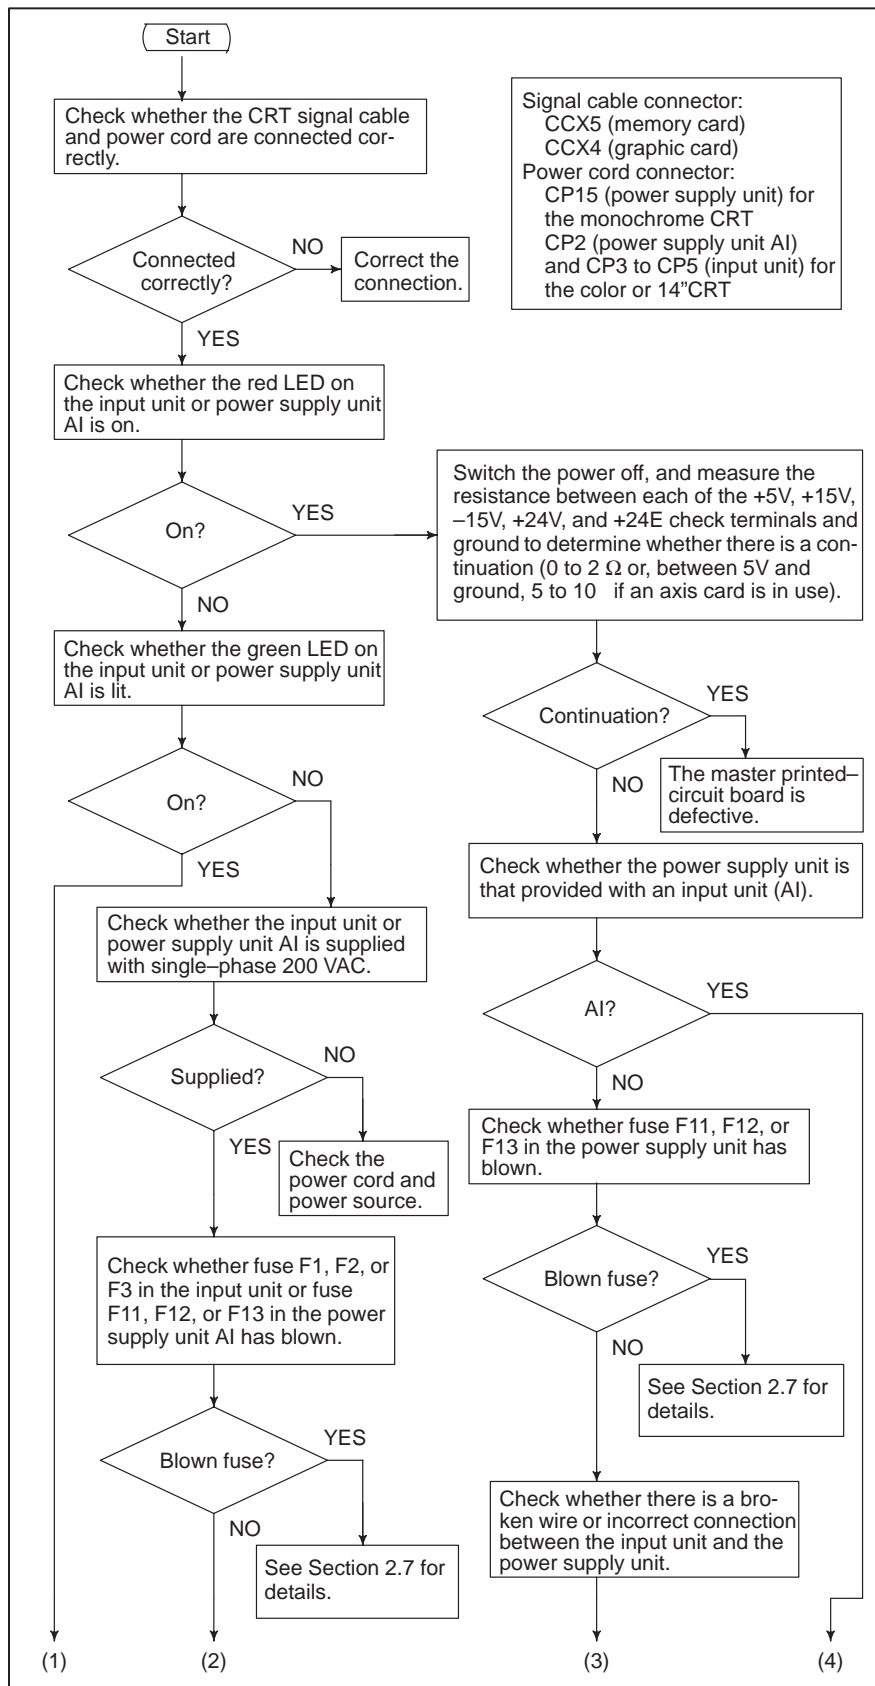 Start
Check whether the CRT signal cable
and power cord are connected cor-
rectly.
Signal cable connector:
CCX5 (memory card)
CCX4 (graphic card)
Power cord connector:
CP15 (power supply unit) for
the monochrome CRT
CP2 (power supply unit AI)
and CP3 to CP5 (input unit) for
the color or 14”CRT
Connected
correctly?
NO
Correct the
connection.
YES
Check whether the red LED on
the input unit or power supply unit
AI is on.
On?
YES
Switch the power off, and measure the
resistance between each of the +5V, +15V,
–15V, +24V, and +24E check terminals and
ground to determine whether there is a con-
tinuation (0 to 2 Ω or, between 5V and
ground, 5 to 10 if an axis card is in use).
NO
Check whether the green LED on
the input unit or power supply unit
AI is lit.
Continuation?
YES
The master printed–
circuit board is
defective.
NO
On?
NO
YES
Check whether the power supply unit is
that provided with an input unit (AI).
Check whether the input unit or
power supply unit AI is supplied
with single–phase 200 VAC.
AI?
YES
NO
Supplied?
NO
YES
Check the
power cord and
power source.
Check whether fuse F11, F12, or
F13 in the power supply unit has
blown.
Check whether fuse F1, F2, or
F3 in the input unit or fuse
F11, F12, or F13 in the power
supply unit AI has blown.
Blown fuse?
YES
NO
See Section 2.7 for
details.
Blown fuse?
YES
NO
See Section 2.7 for
details.
Check whether there is a bro-
ken wire or incorrect connection
between the input unit and the
power supply unit.
(1)
(2)
(3)
(4)